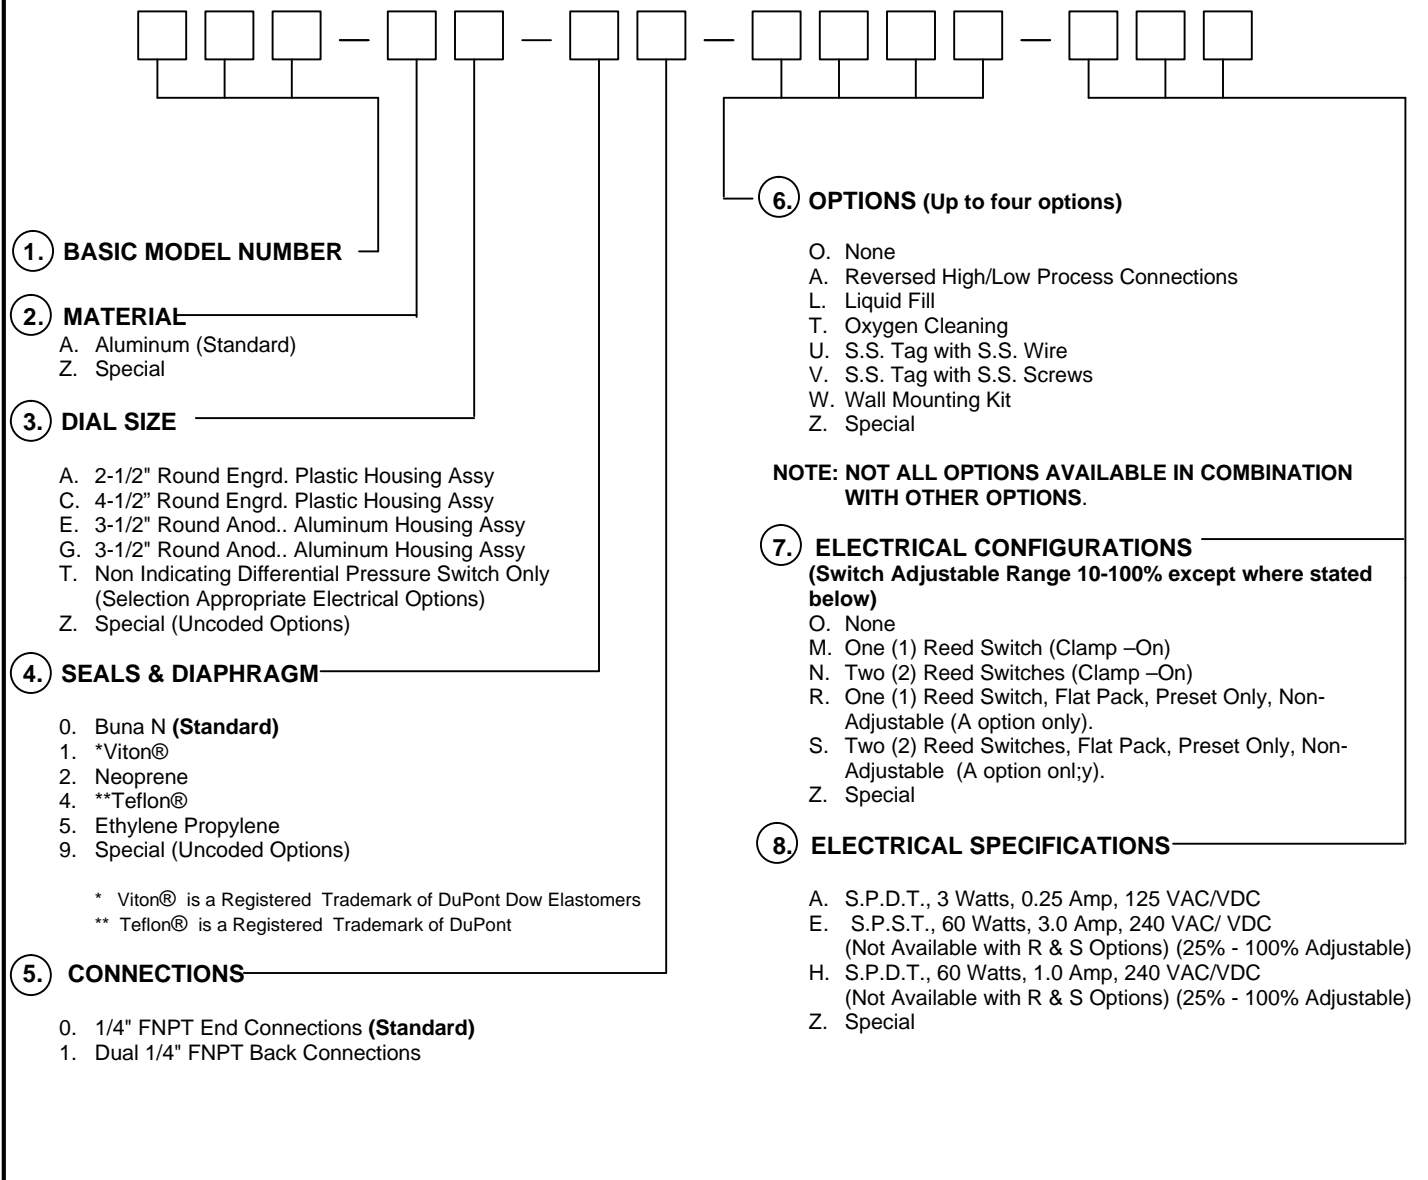 1. BASIC MODEL NUMBER
2. MATERIAL
A. Aluminum (Standard)
Z. Special
3. DIAL SIZE
A. 2-1/2" Round Engrd. Plastic Housing Assy
C. 4-1/2” Round Engrd. Plastic Housing Assy
E. 3-1/2" Round Anod.. Aluminum Housing Assy
G. 3-1/2" Round Anod.. Aluminum Housing Assy
T. Non Indicating Differential Pressure Switch Only
(Selection Appropriate Electrical Options)
Z. Special (Uncoded Options)
4. SEALS & DIAPHRAGM
0. Buna N (Standard)
1. *Viton®
2. Neoprene
4. **Teflon®
5. Ethylene Propylene
9. Special (Uncoded Options)
* Viton® is a Registered Trademark of DuPont Dow Elastomers
** Teflon® is a Registered Trademark of DuPont
5. CONNECTIONS
0. 1/4" FNPT End Connections (Standard)
1. Dual 1/4" FNPT Back Connections
6. OPTIONS (Up to four options)
O. None
A. Reversed High/Low Process Connections
L. Liquid Fill
T. Oxygen Cleaning
U. S.S. Tag with S.S. Wire
V. S.S. Tag with S.S. Screws
W. Wall Mounting Kit
Z. Special
NOTE: NOT ALL OPTIONS AVAILABLE IN COMBINATION
WITH OTHER OPTIONS.
7. ELECTRICAL CONFIGURATIONS
(Switch Adjustable Range 10-100% except where stated
below)
O. None
M. One (1) Reed Switch (Clamp –On)
N. Two (2) Reed Switches (Clamp –On)
R. One (1) Reed Switch, Flat Pack, Preset Only, Non-
Adjustable (A option only).
S. Two (2) Reed Switches, Flat Pack, Preset Only, Non-
Adjustable (A option onl;y).
Z. Special
8. ELECTRICAL SPECIFICATIONS
A. S.P.D.T., 3 Watts, 0.25 Amp, 125 VAC/VDC
E. S.P.S.T., 60 Watts, 3.0 Amp, 240 VAC/ VDC
(Not Available with R & S Options) (25% - 100% Adjustable)
H. S.P.D.T., 60 Watts, 1.0 Amp, 240 VAC/VDC
(Not Available with R & S Options) (25% - 100% Adjustable)
Z. Special